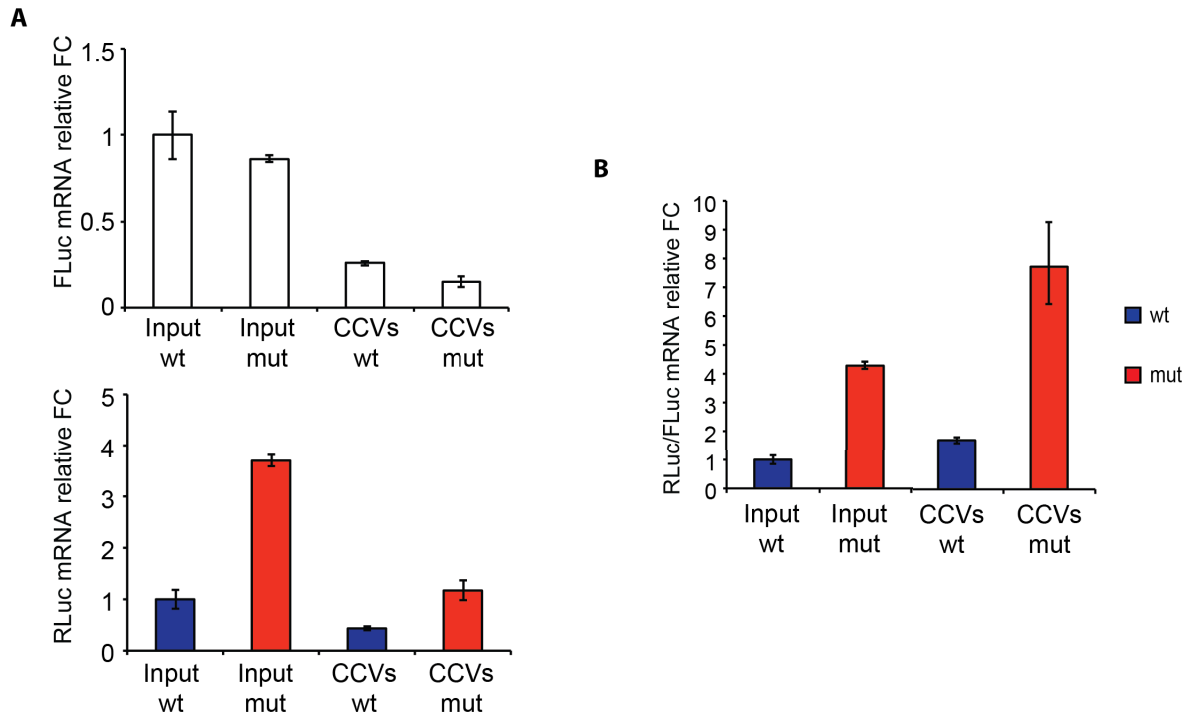 A
FLuc mRNA relative FC
1.5
1
0.5
0
Input
wt
Input
mut
CCVs
wt
CCVs
mut
RLuc mRNA relative FC
5
4
3
2
1
0
Input
wt
Input
mut
CCVs
wt
CCVs
mut
B
RLuc/FLuc mRNA relative FC
10
9
8
7
6
5
4
3
2
1
0
Input
wt
Input
mut
CCVs
wt
CCVs
mut
wt
mut